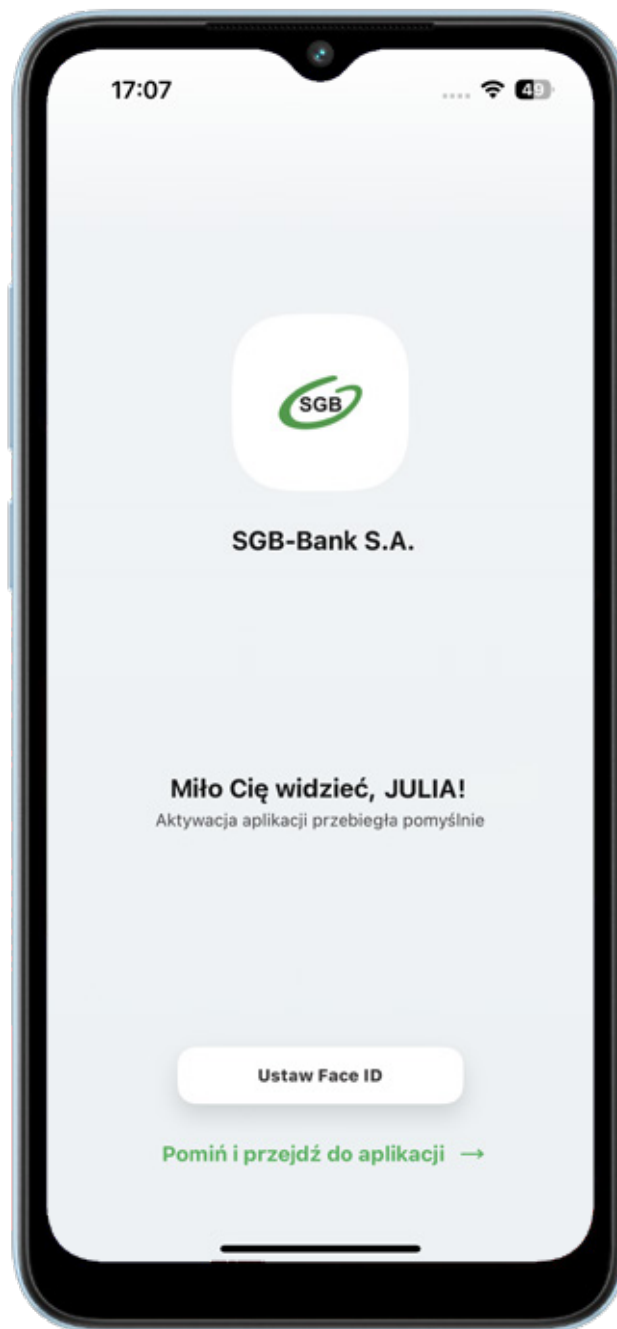 17:07
49
SGB
SGB-Bank S.A.
Miło Cię widzieć, JULIA!
Aktywacja aplikacji przebiegła pomyślnie
Ustaw Face ID
Pomiń i przejdź do aplikacji →